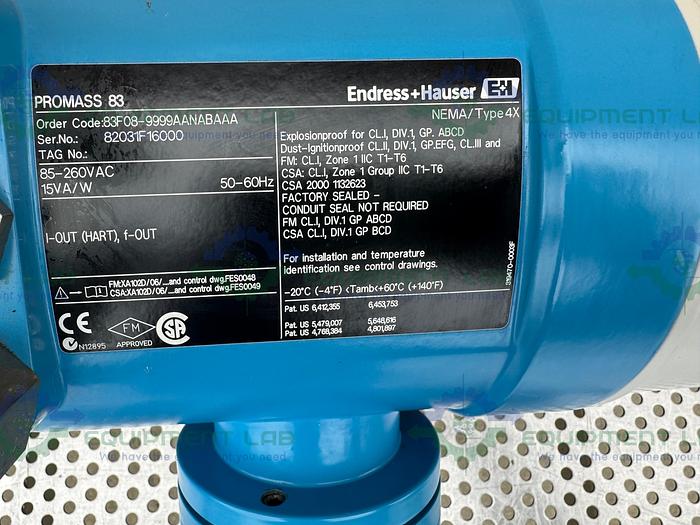 PROMASS 83
Endress+Hauser E+H
NEMA/Type 4X
Order Code:83F08-9999AANABAAA
Ser.No.: 82031F16000
TAG No.:
85-260VAC
15VA/W 50-60Hz
I-OUT (HART), f-OUT
FM:XA102D/06/...and control dwg.FES0048
CSA:XA102D/06/...and control dwg.FES0049
N12895
FM
APPROVED
Explosionproof for CL.I, DIV.1, GP. ABCD
Dust-Ignitionproof CL.II, DIV.1, GP.EFG, CL.III and
FM: CL.I, Zone 1 IIC T1-T6
CSA: CL.I, Zone 1 Group IIC T1-T6
CSA 2000 1132623
FACTORY SEALED -
CONDUIT SEAL NOT REQUIRED
FM CL.I, DIV.1 GP ABCD
CSA CL.I, DIV.1 GP BCD
For installation and temperature
identification see control drawings.
-20°C (-4°F) <Tamb<+60°C (+140°F)
Pat. US 6,412,355 6,453,753
Pat. US 5,479,007 5,648,616
Pat. US 4,768,384 4,801,897
EQUIPMENT LAB
We have the equipment you need